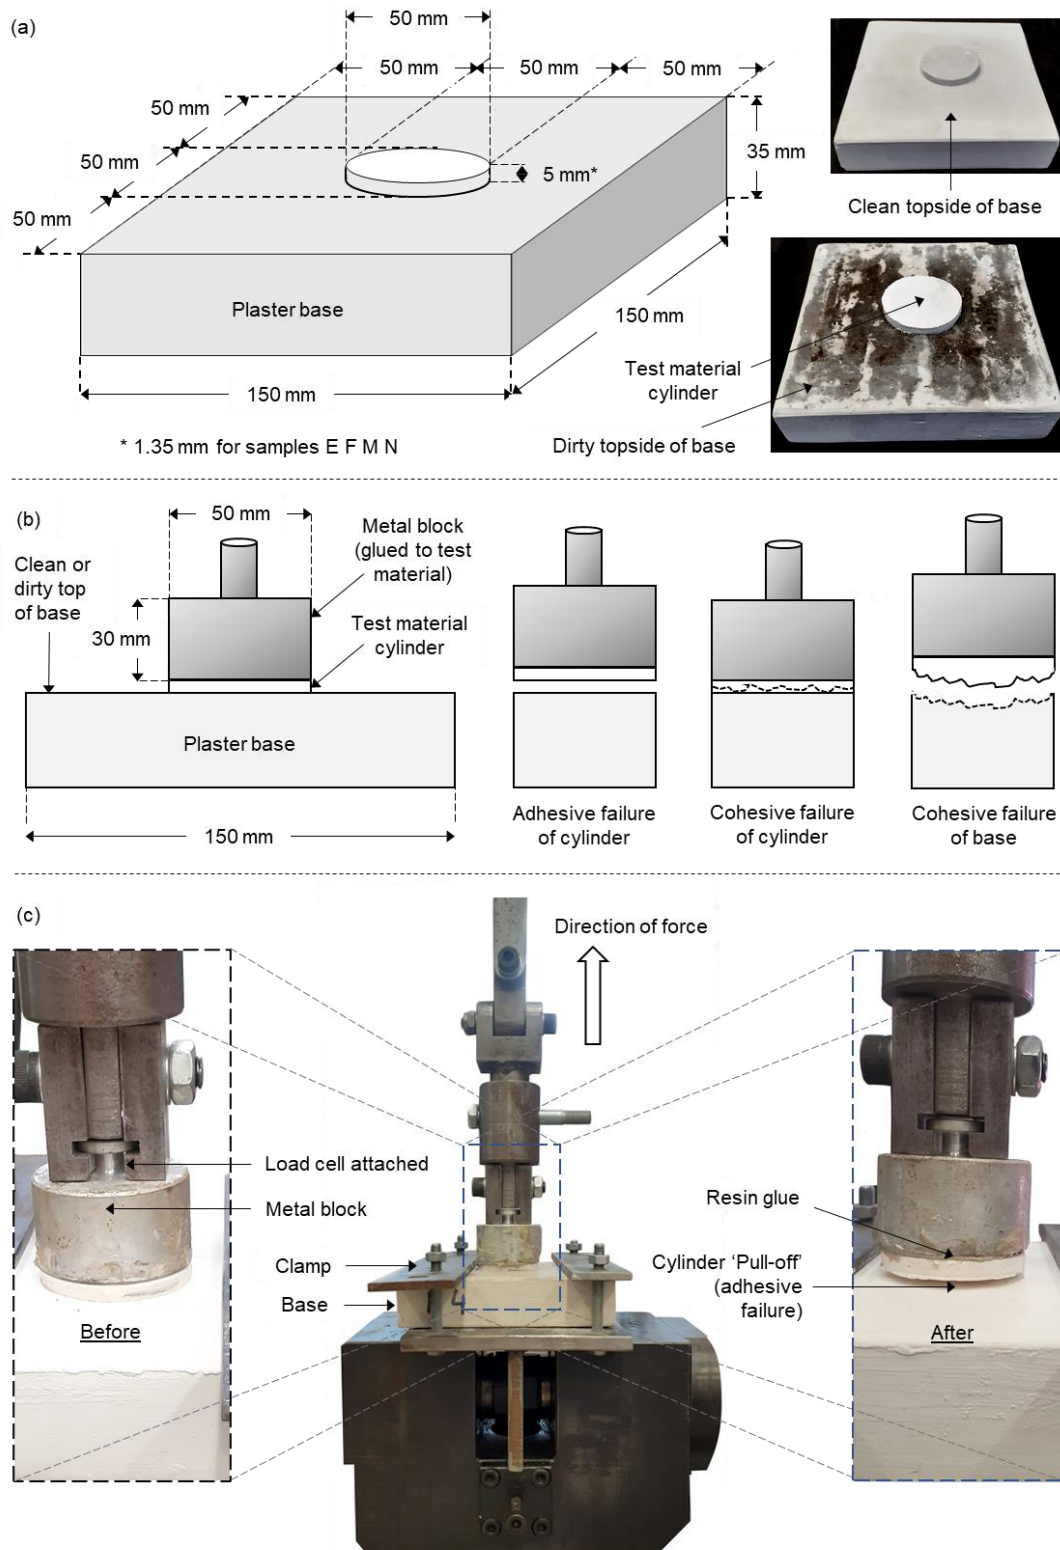 (a)
50 mm
50 mm
50 mm
50 mm
50 mm
50 mm
50 mm
5 mm*
35 mm
Plaster base
150 mm
150 mm
* 1.35 mm for samples E F M N
Clean topside of base
Test material
cylinder
Dirty topside of base
(b)
50 mm
Clean or
dirty top
of base
30 mm
Metal block
(glued to test
material)
Test material
cylinder
Plaster base
150 mm
Adhesive failure
of cylinder
Cohesive failure
of cylinder
Cohesive failure
of base
(c)
Direction of force
Load cell attached
Metal block
Clamp
Base
Before
Resin glue
Cylinder ‘Pull-off’
(adhesive
failure)
After